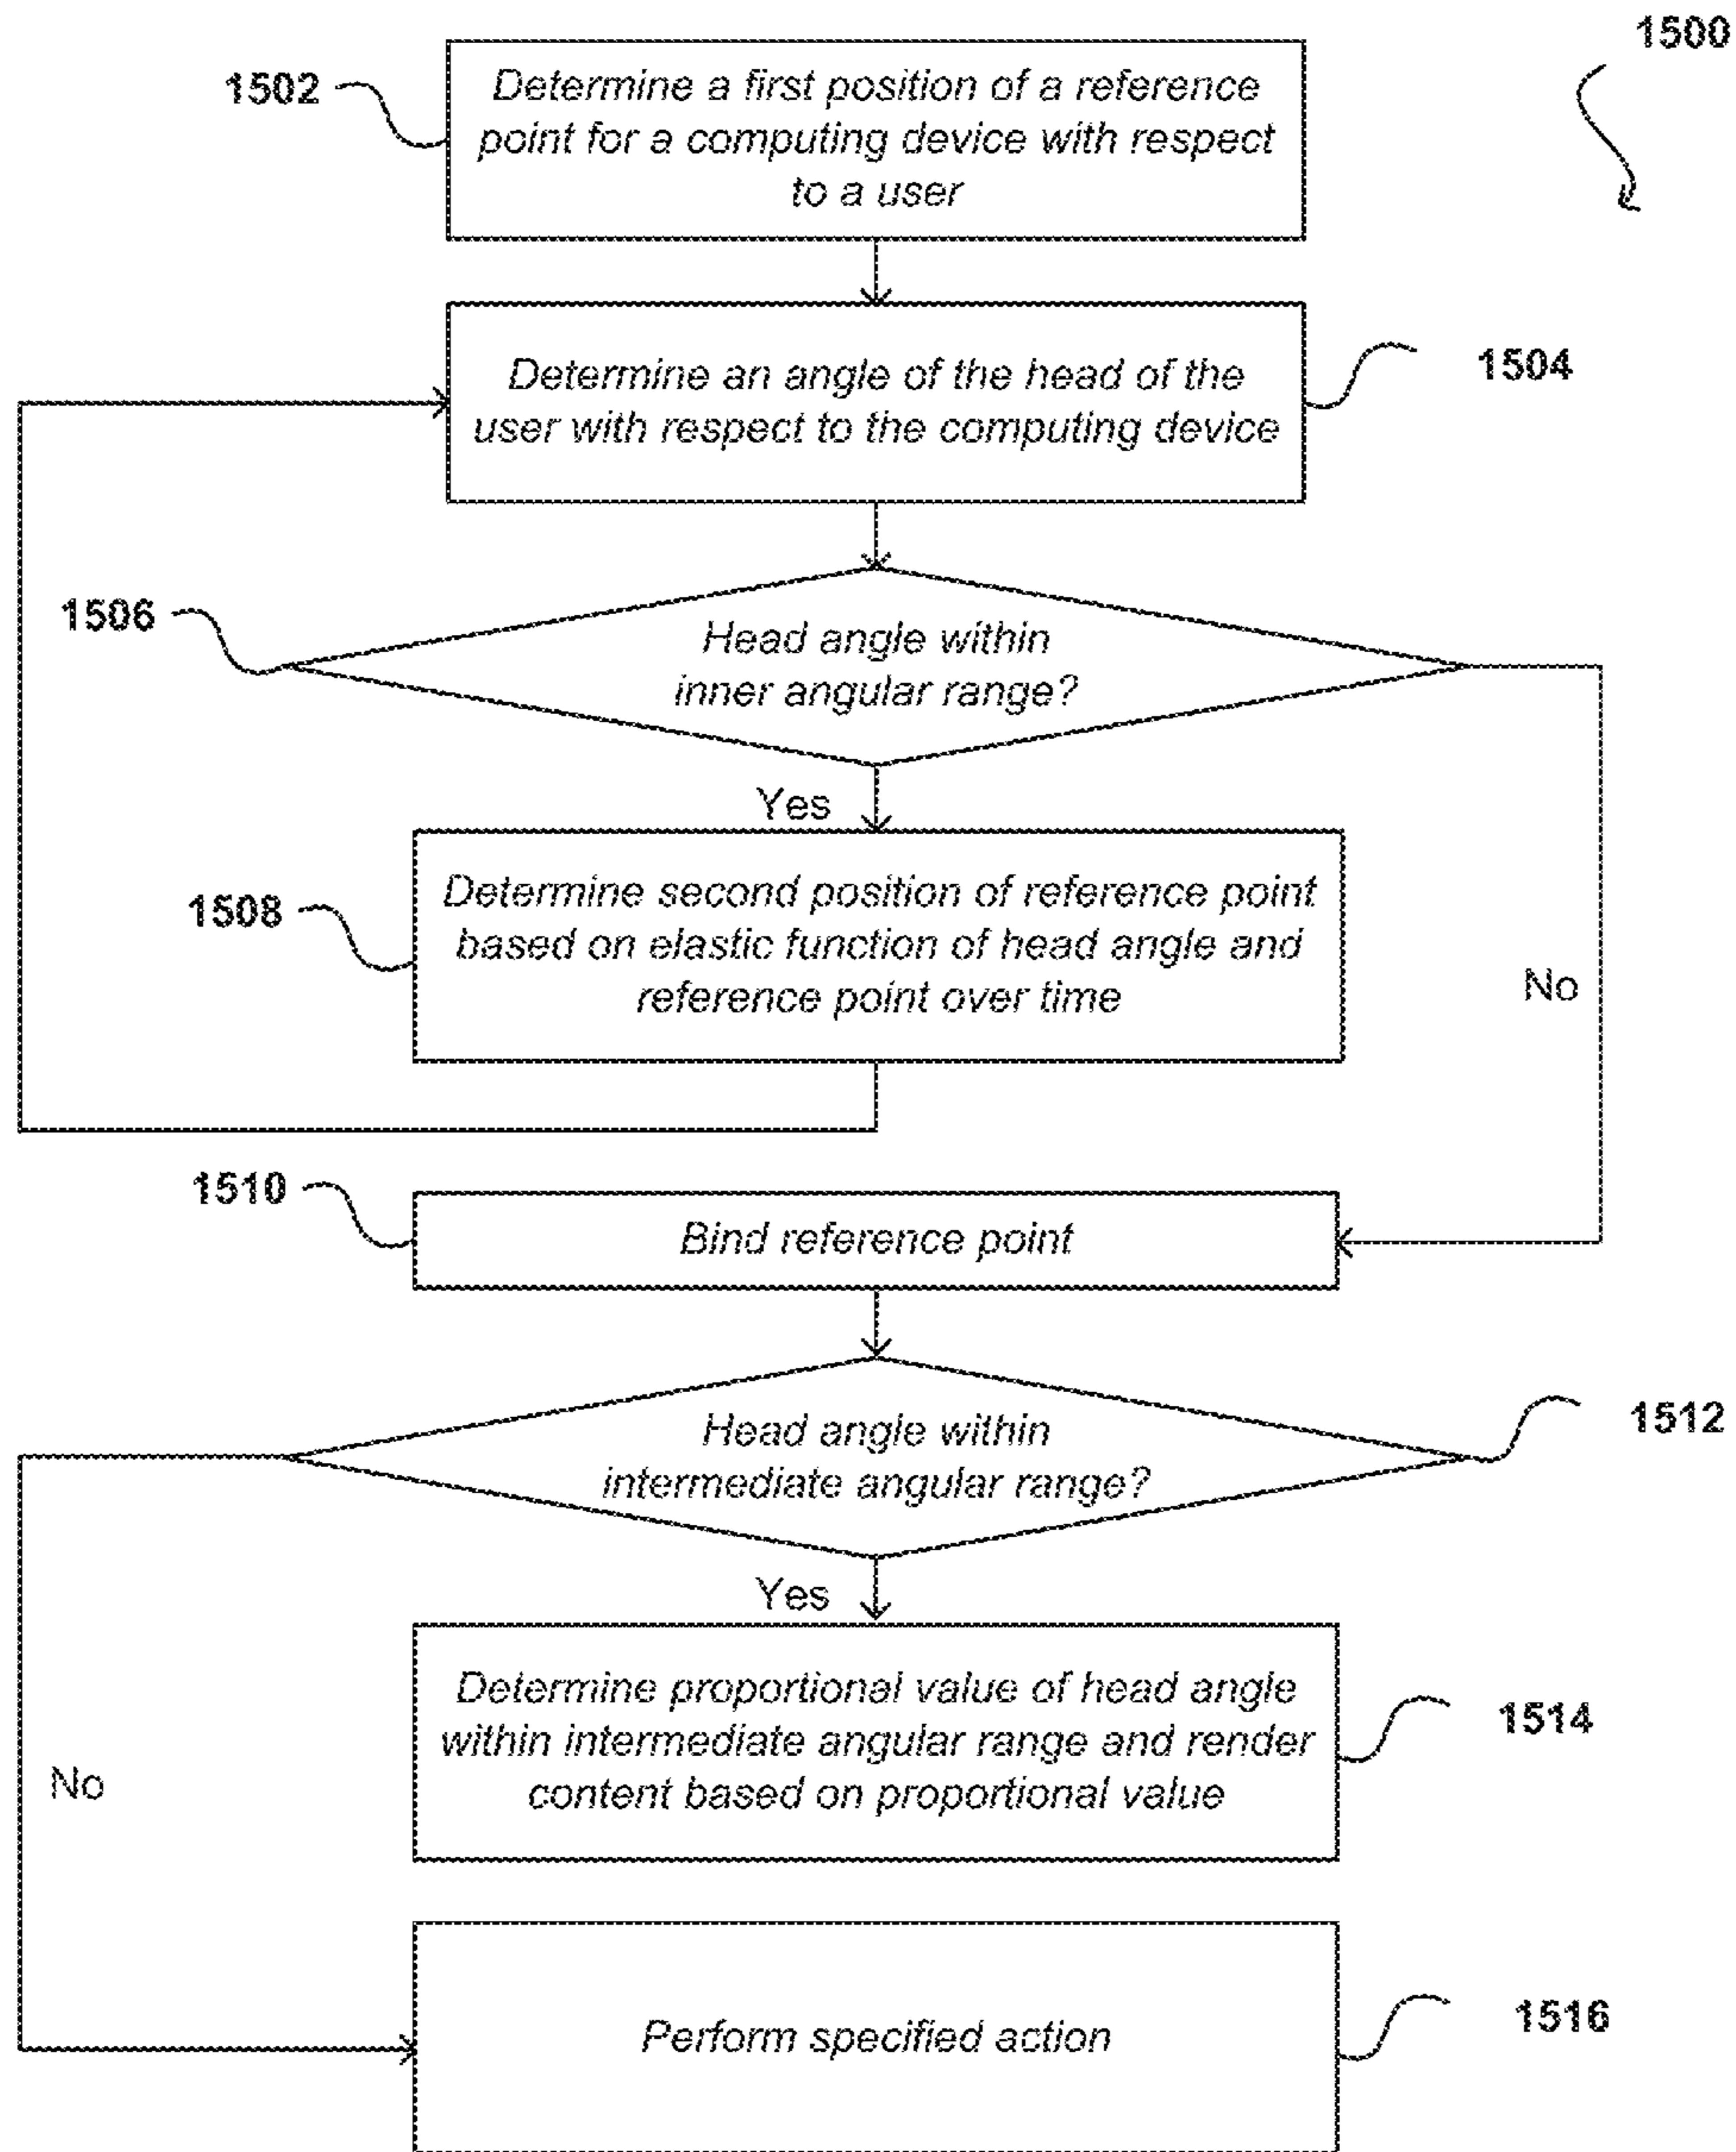 1500
1502
Determine a first position of a reference
point for a computing device with respect
to a user
Determine an angle of the head of the
user with respect to the computing device
1504
1506
Head angle within
inner angular range?
Yes
1508
Determine second position of reference point
based on elastic function of head angle and
reference point over time
No
1510
Bind reference point
Head angle within
intermediate angular range?
1512
Yes
Determine proportional value of head angle
within intermediate angular range and render
content based on proportional value
1514
No
Perform specified action
1516